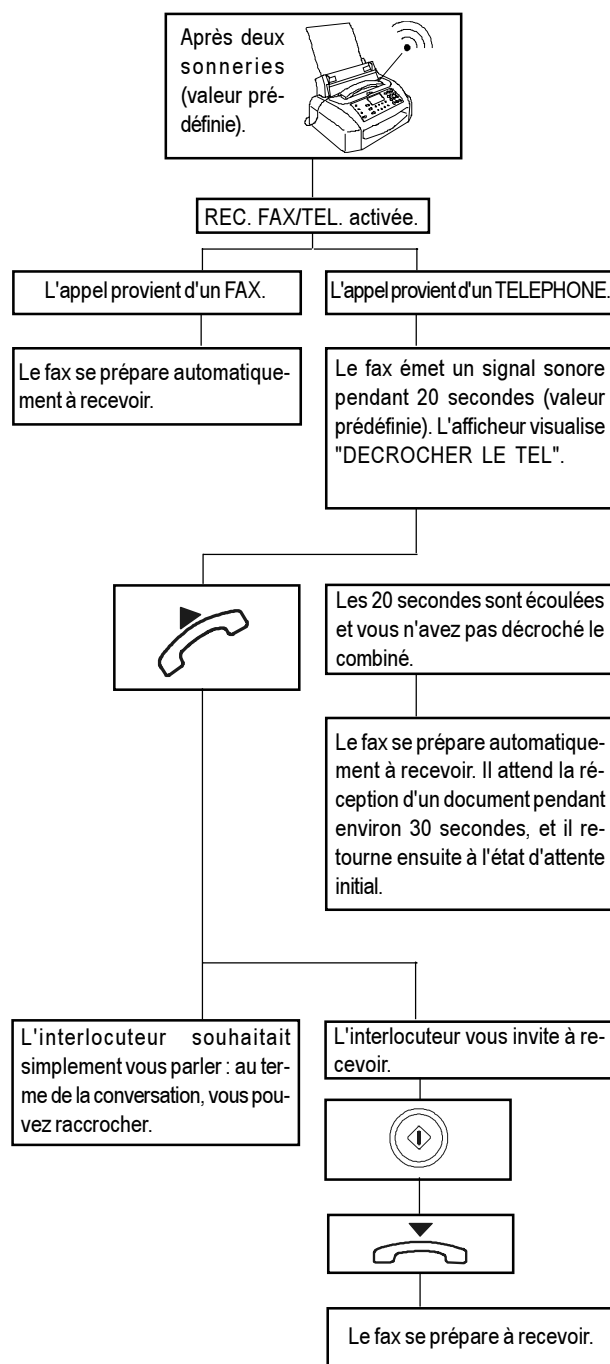 Après deux
sonneries
(valeur pré-
définie).
REC. FAX/TEL. activée.
L'appel provient d'un FAX.
L'appel provient d'un TELEPHONE.
Le fax se prépare automatique-
ment à recevoir.
Le fax émet un signal sonore
pendant 20 secondes (valeur
prédéfinie). L'afficheur visualise
"DECROCHER LE TEL".
Les 20 secondes sont écoulées
et vous n'avez pas décroché le
combiné.
Le fax se prépare automatique-
ment à recevoir. Il attend la ré-
ception d'un document pendant
environ 30 secondes, et il re-
tourne ensuite à l'état d'attente
initial.
L'interlocuteur souhaitait
simplement vous parler : au ter-
me de la conversation, vous pou-
vez raccrocher.
L'interlocuteur vous invite à re-
cevoir.
Le fax se prépare à recevoir.